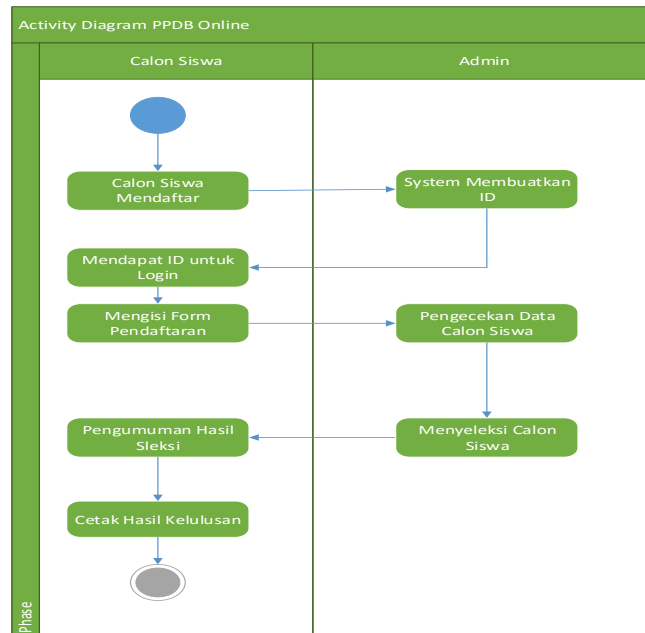 Activity Diagram PPDB Online
Calon Siswa
Admin
Calon Siswa
Mendaftar
System Membuatkan
ID
Mendapat ID untuk
Login
Mengisi Form
Pendaftaran
Pengecekan Data
Calon Siswa
Pengumuman Hasil
Sleksi
Menyeleksi Calon
Siswa
Cetak Hasil Kelulusan
Phase